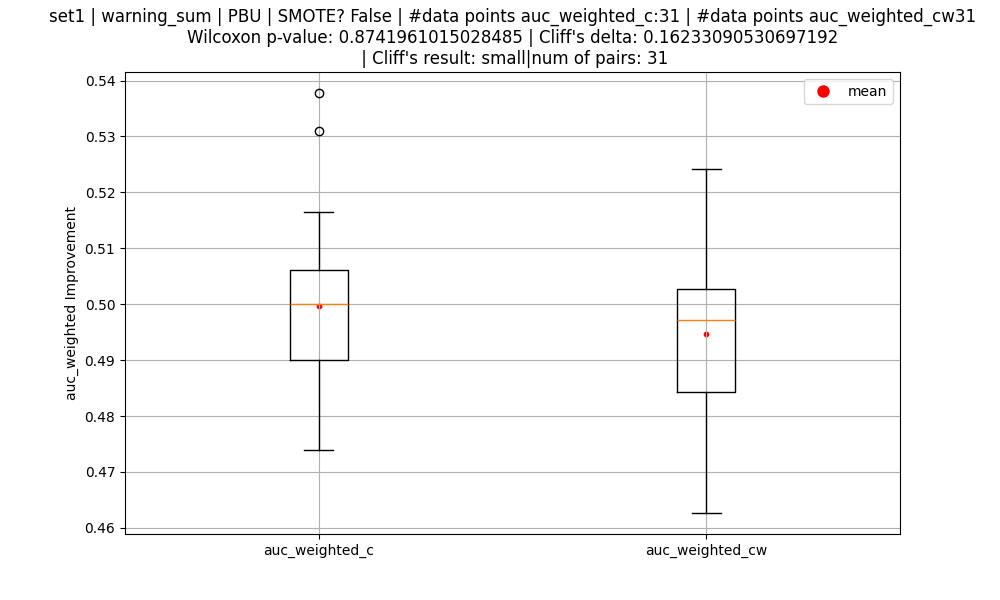 set1 | warning_sum | PBU | SMOTE? False | #data points auc_weighted_c:31 | #data points auc_weighted_cw31
Wilcoxon p-value: 0.8741961015028485 | Cliff's delta: 0.16233090530697192
| Cliff's result: small|num of pairs: 31
mean
0.54
0.53
0.52
0.51
0.50
0.49
0.48
0.47
0.46
auc_weighted Improvement
auc_weighted_c
auc_weighted_cw